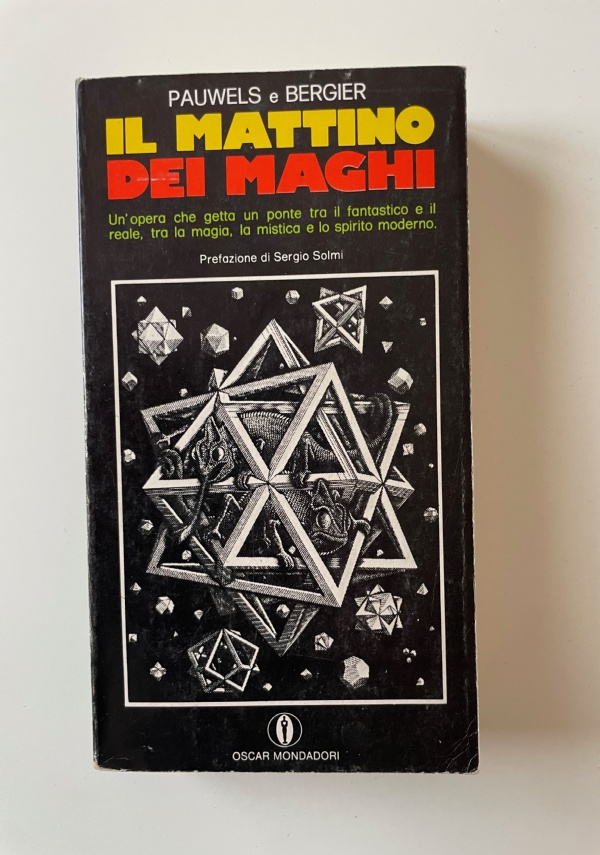 PAUWELS e BERGIER
IL MATTINO
DEI MAGHI
Un'opera che getta un ponte tra il fantastico e il
reale, tra la magia, la mistica e lo spirito moderno.
Prefazione di Sergio Solmi
OSCAR MONDADORI